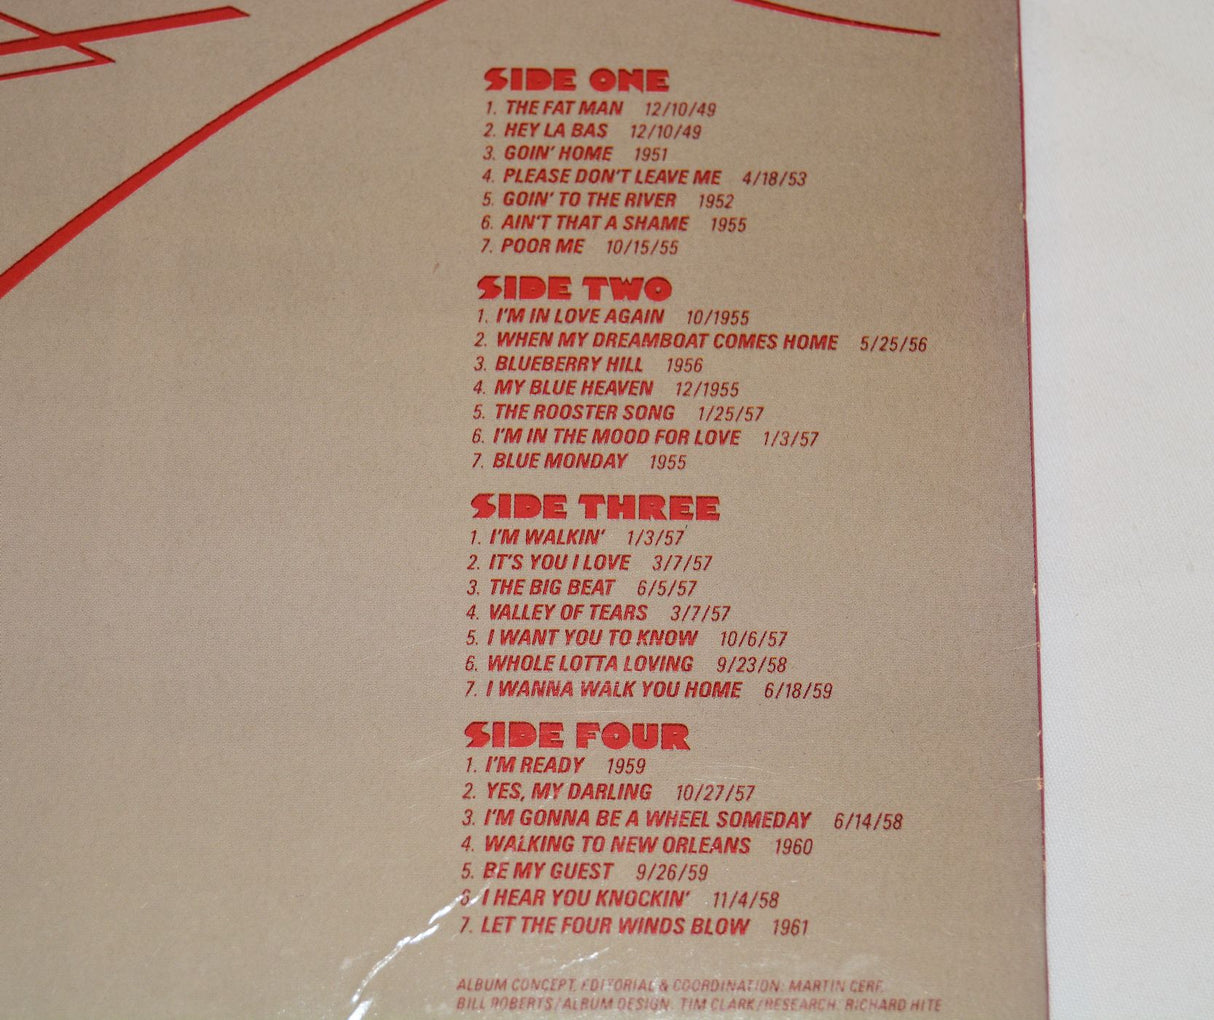 SIDE ONE
1. THE FAT MAN 12/10/49
2. HEY LA BAS 12/10/49
3. GOIN' HOME 1951
4. PLEASE DON'T LEAVE ME 4/18/53
5. GOIN' TO THE RIVER 1952
6. AIN'T THAT A SHAME 1955
7. POOR ME 10/15/55
SIDE TWO
1. I'M IN LOVE AGAIN 10/1955
2. WHEN MY DREAMBOAT COMES HOME 5/25/56
3. BLUEBERRY HILL 1956
4. MY BLUE HEAVEN 12/1955
5. THE ROOSTER SONG 1/25/57
6. I'M IN THE MOOD FOR LOVE 1/3/57
7. BLUE MONDAY 1955
SIDE THREE
1. I'M WALKIN' 1/3/57
2. IT'S YOU I LOVE 3/7/57
3. THE BIG BEAT 6/5/57
4. VALLEY OF TEARS 3/7/57
5. I WANT YOU TO KNOW 10/6/57
6. WHOLE LOTTA LOVING 9/23/58
7. I WANNA WALK YOU HOME 6/18/59
SIDE FOUR
1. I'M READY 1959
2. YES, MY DARLING 10/27/57
3. I'M GONNA BE A WHEEL SOMEDAY 6/14/58
4. WALKING TO NEW ORLEANS 1960
5. BE MY GUEST 9/26/59
6 I HEAR YOU KNOCKIN' 11/4/58
7. LET THE FOUR WINDS BLOW 1961
ALBUM CONCEPT, EDITORIAL & COORDINATION: MARTIN CERF,
BILL ROBERTS/ALBUM DESIGN: TIM CLARK/RESEARCH: RICHARD HITE